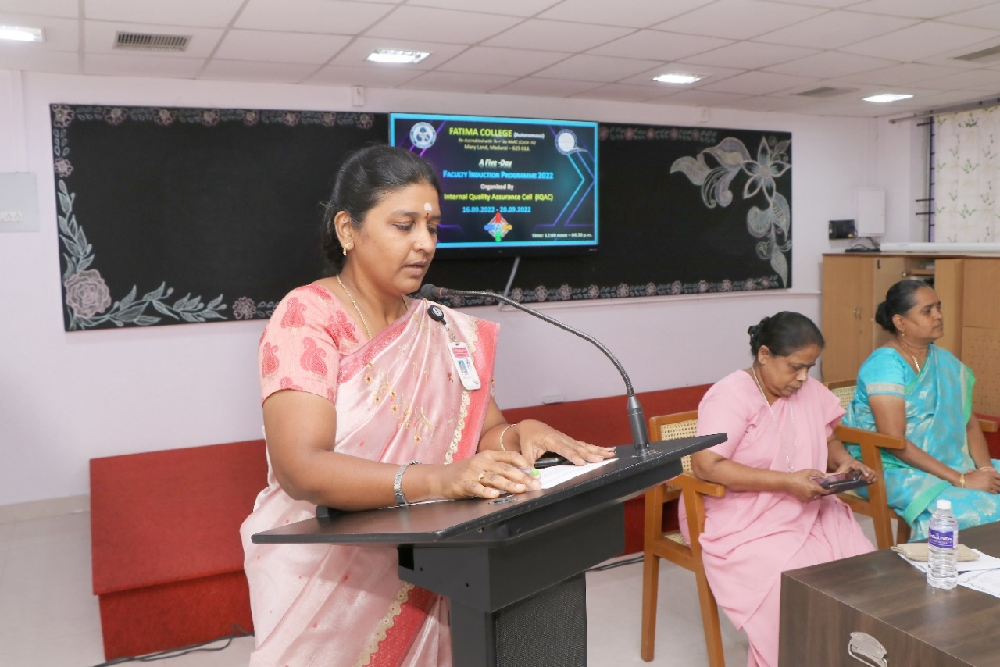 FATIMA COLLEGE (Autonomous)
Re-Accredited with 'A++' by NAAC (Cycle- IV)
Mary Land, Madurai – 625 018.
A Five -Day
FACULTY INDUCTION PROGRAMME 2022
Organized By
Internal Quality Assurance Cell (IQAC)
16.09.2022 - 20.09.2022
Time: 12:00 noon – 04.30 p.m.